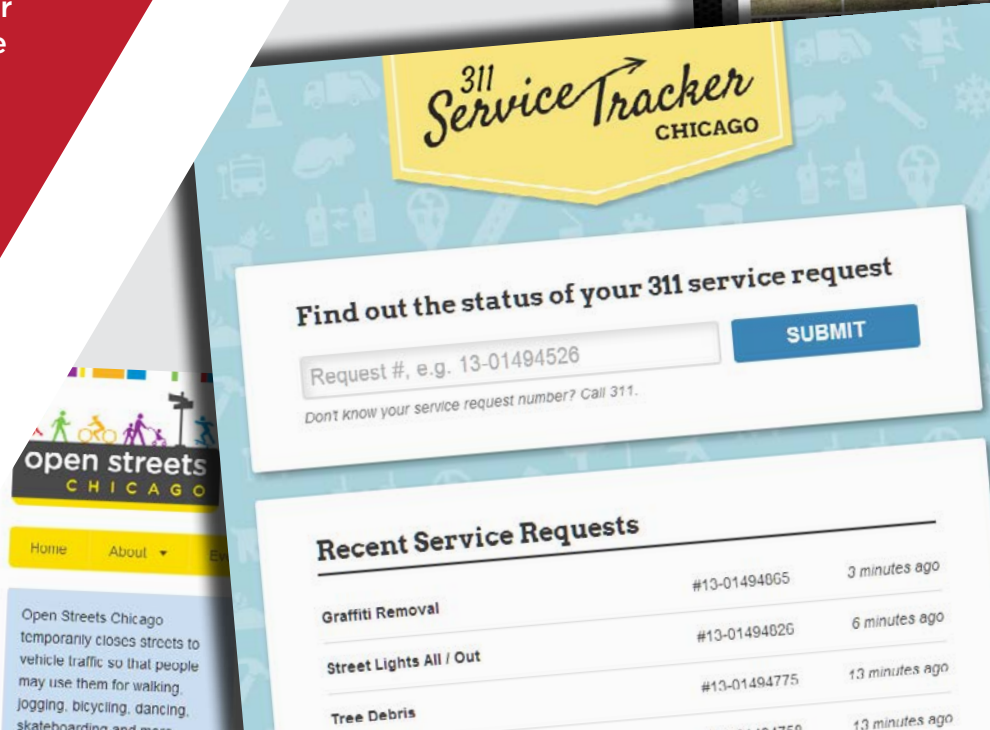 r
e
311
Service Tracker
CHICAGO
Find out the status of your 311 service request
Request #, e.g. 13-01494526
SUBMIT
Don't know your service request number? Call 311.
Recent Service Requests
Graffiti Removal #13-01494865 3 minutes ago
Street Lights All / Out #13-01494826 6 minutes ago
Tree Debris #13-01494775 13 minutes ago
13 minutes ago
open streets
CHICAGO
Home About
Open Streets Chicago
temporarily closes streets to
vehicle traffic so that people
may use them for walking,
jogging, bicycling, dancing,
skateboarding and more